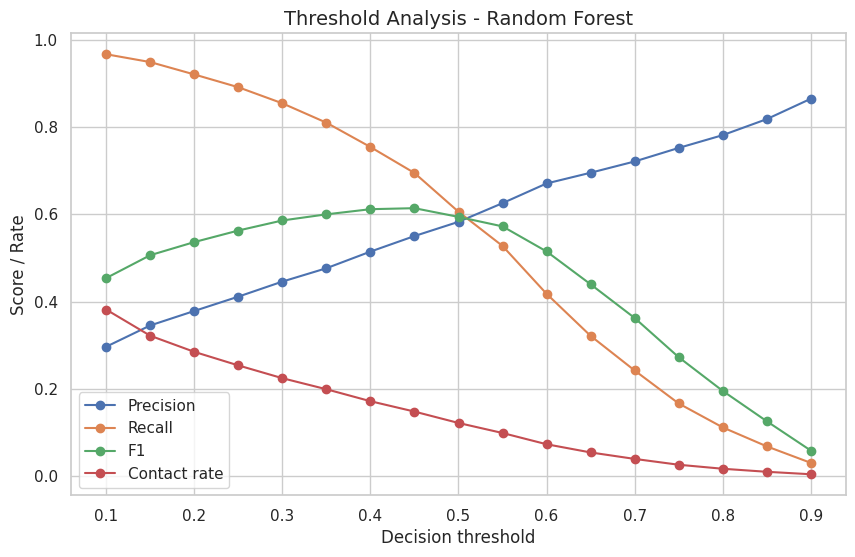 Threshold Analysis - Random Forest
1.0
0.8
0.6
0.4
0.2
0.0
Score / Rate
Precision
Recall
F1
Contact rate
0.1 0.2 0.3 0.4 0.5 0.6 0.7 0.8 0.9
Decision threshold